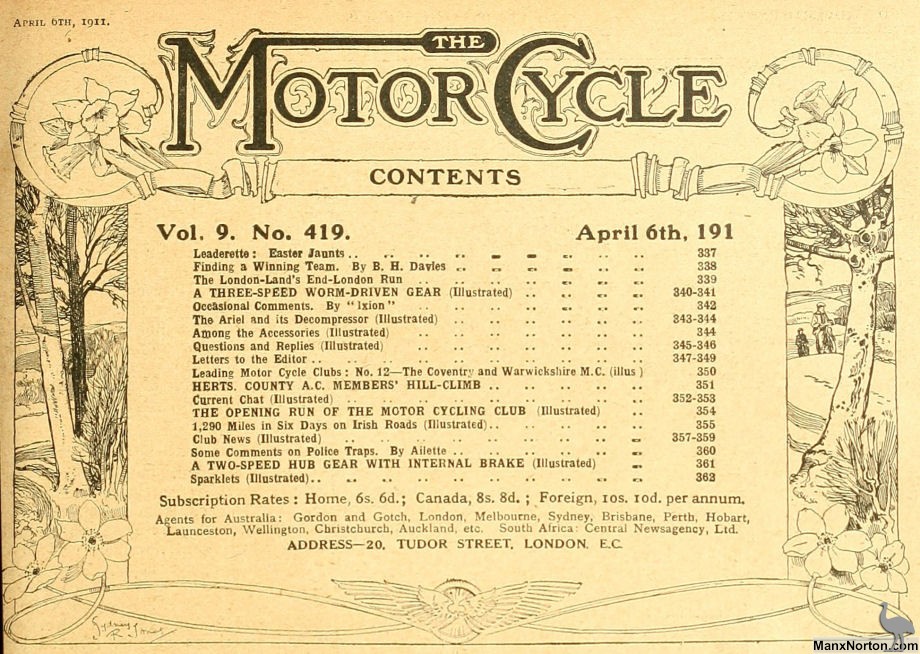 APRIL 6TH, 1911.
THE
MOTOR CYCLE
CONTENTS
Vol. 9. No. 419. April 6th, 191
Leaderette: Easter Jaunts .. .. .. .. .. .. .. .. .. 337
Finding a Winning Team. By B. H. Davies .. .. .. .. .. .. 338
The London-Land's End-London Run .. .. .. .. .. .. .. 339
A THREE-SPEED WORM-DRIVEN GEAR (Illustrated) .. .. .. .. 340-341
Occasional Comments. By "Ixion" .. .. .. .. .. .. .. .. 342
The Ariel and its Decompressor (Illustrated) .. .. .. .. .. .. 343-344
Among the Accessories (Illustrated) .. .. .. .. .. .. .. 344
Questions and Replies (Illustrated) .. .. .. .. .. .. .. 345-346
Letters to the Editor .. .. .. .. .. .. .. .. .. .. 347-349
Leading Motor Cycle Clubs: No. 12—The Coventry and Warwickshire M.C. (illus ) 350
HERTS. COUNTY A.C. MEMBERS' HILL-CLIMB .. .. .. .. .. 351
Current Chat (Illustrated) .. .. .. .. .. .. .. .. .. 352-353
THE OPENING RUN OF THE MOTOR CYCLING CLUB (Illustrated) .. 354
1,290 Miles in Six Days on Irish Roads (Illustrated) .. .. .. .. .. 355
Club News (Illustrated) .. .. .. .. .. .. .. .. .. 357-359
Some Comments on Police Traps. By Ailette .. .. .. .. .. .. 360
A TWO-SPEED HUB GEAR WITH INTERNAL BRAKE (Illustrated) .. 361
Sparklets (Illustrated) .. .. .. .. .. .. .. .. .. .. 362
Subscription Rates: Home, 6s. 6d.; Canada, 8s. 8d.; Foreign, 10s. 10d. per annum.
Agents for Australia: Gordon and Gotch, London, Melbourne, Sydney, Brisbane, Perth, Hobart,
Launceston, Wellington, Christchurch, Auckland, etc. South Africa: Central Newsagency, Ltd.
ADDRESS—20, TUDOR STREET, LONDON. E.C.
Sydney
R. Jones
ManxNorton.com